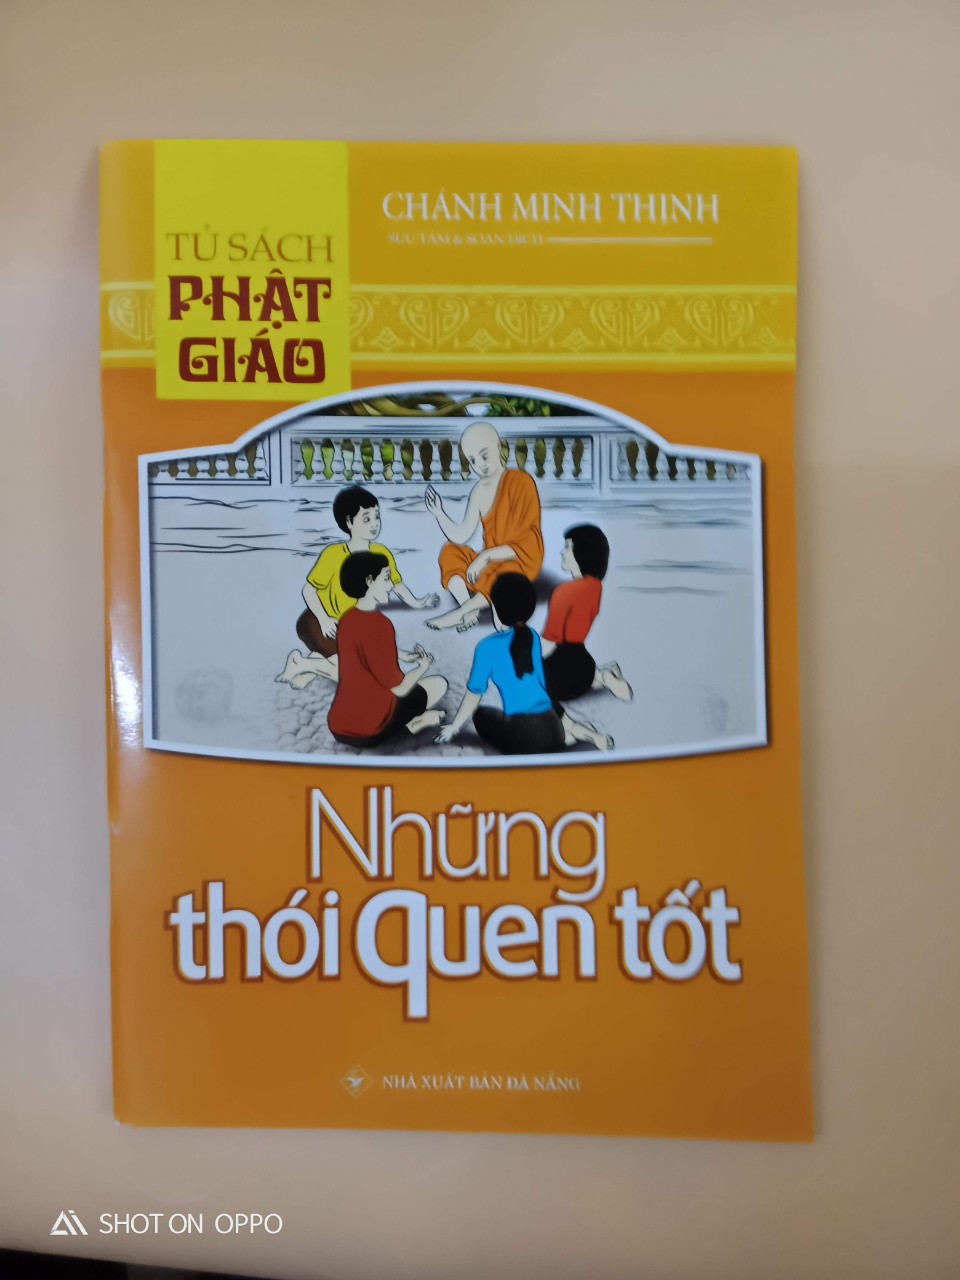 TỦ SÁCH
PHẬT
GIÁO
CHÁNH MINH THỊNH
SƯU TẦM & SOẠN DỊCH
Những
thói quen tốt
NHÀ XUẤT BẢN ĐÀ NẴNG
SHOT ON OPPO